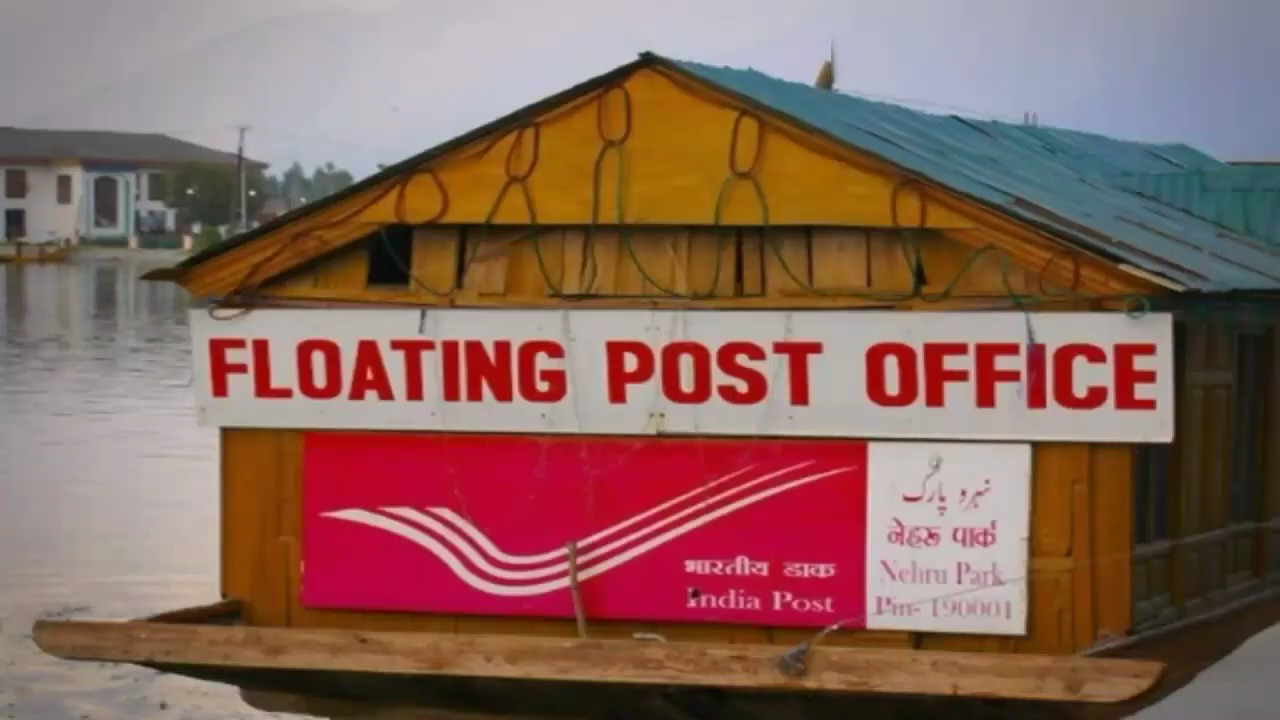 FLOATING POST OFFICE
भारतीय डाक
India Post
نہرو پارک
नेहरू पार्क
Nehru Park
Pin- 190001